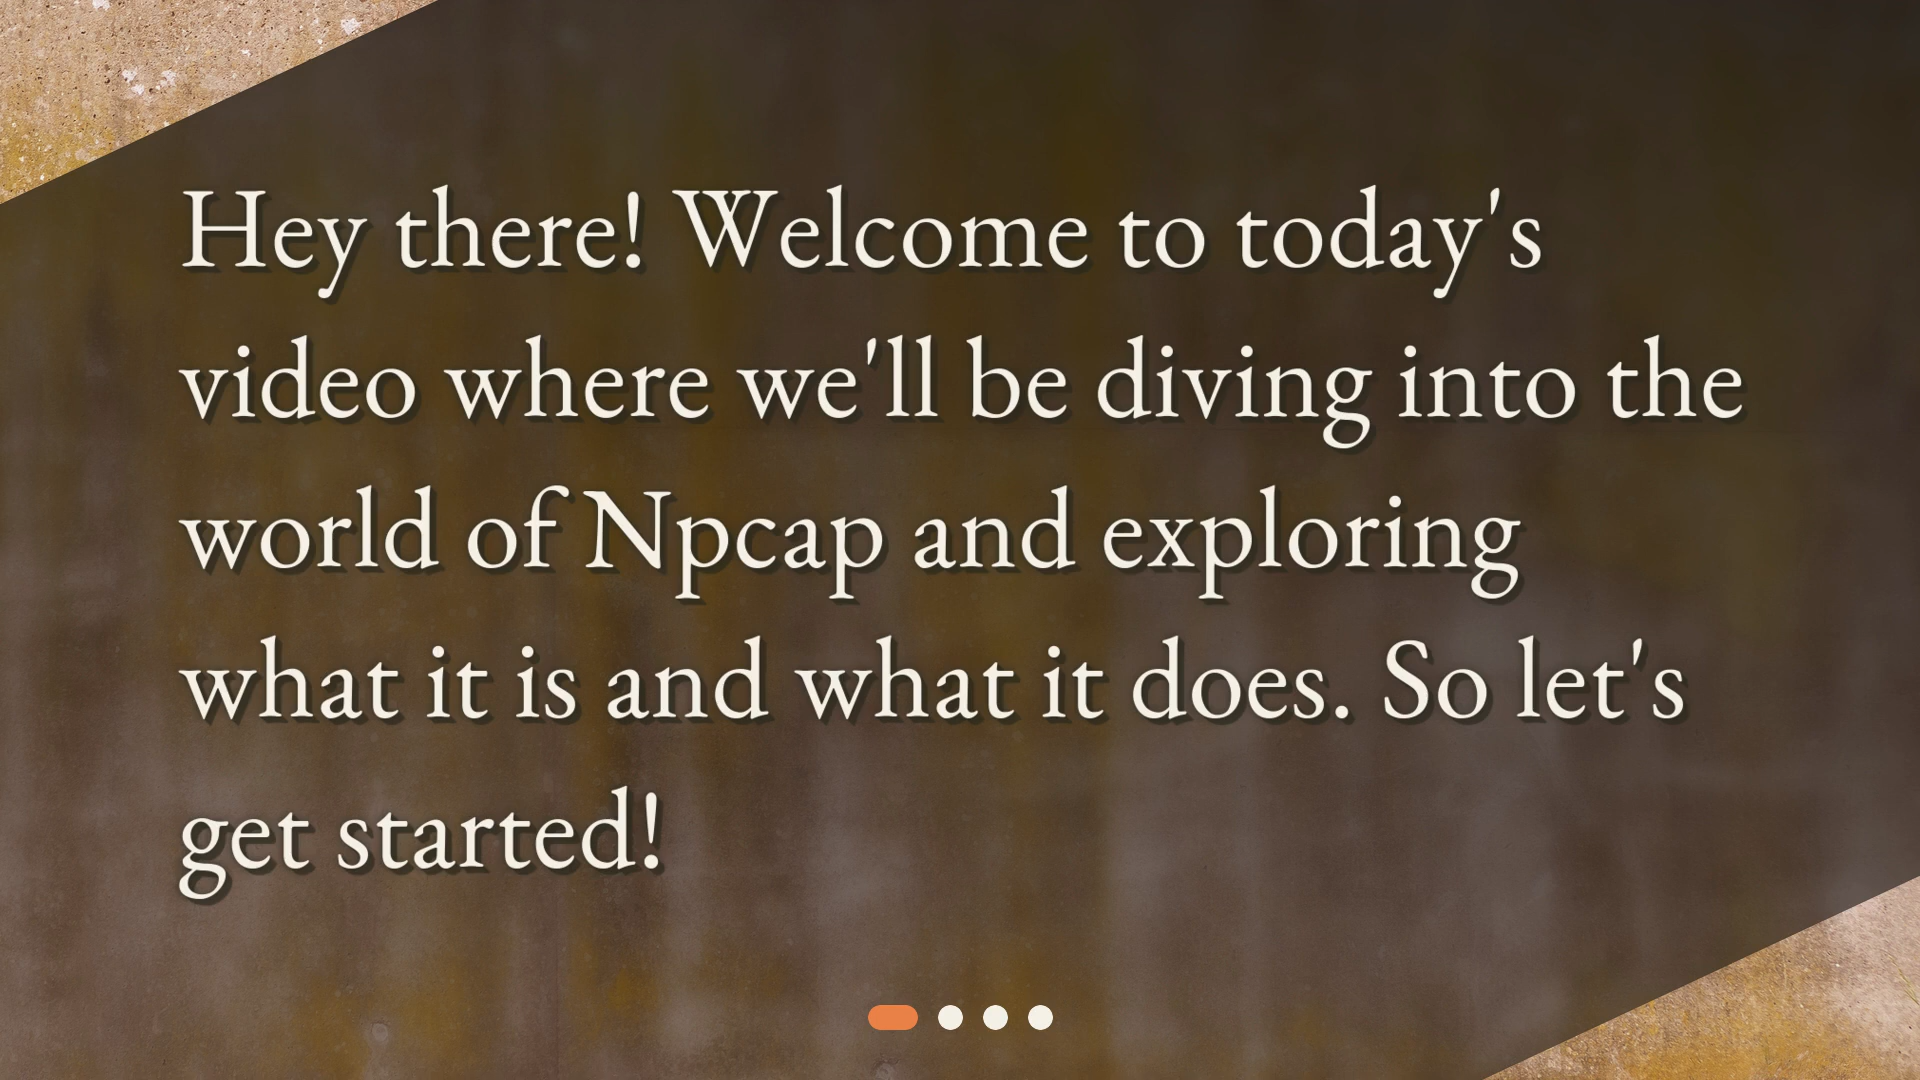 Hey there! Welcome to today's
video where we'll be diving into the
world of Npcap and exploring
what it is and what it does. So let's
get started!